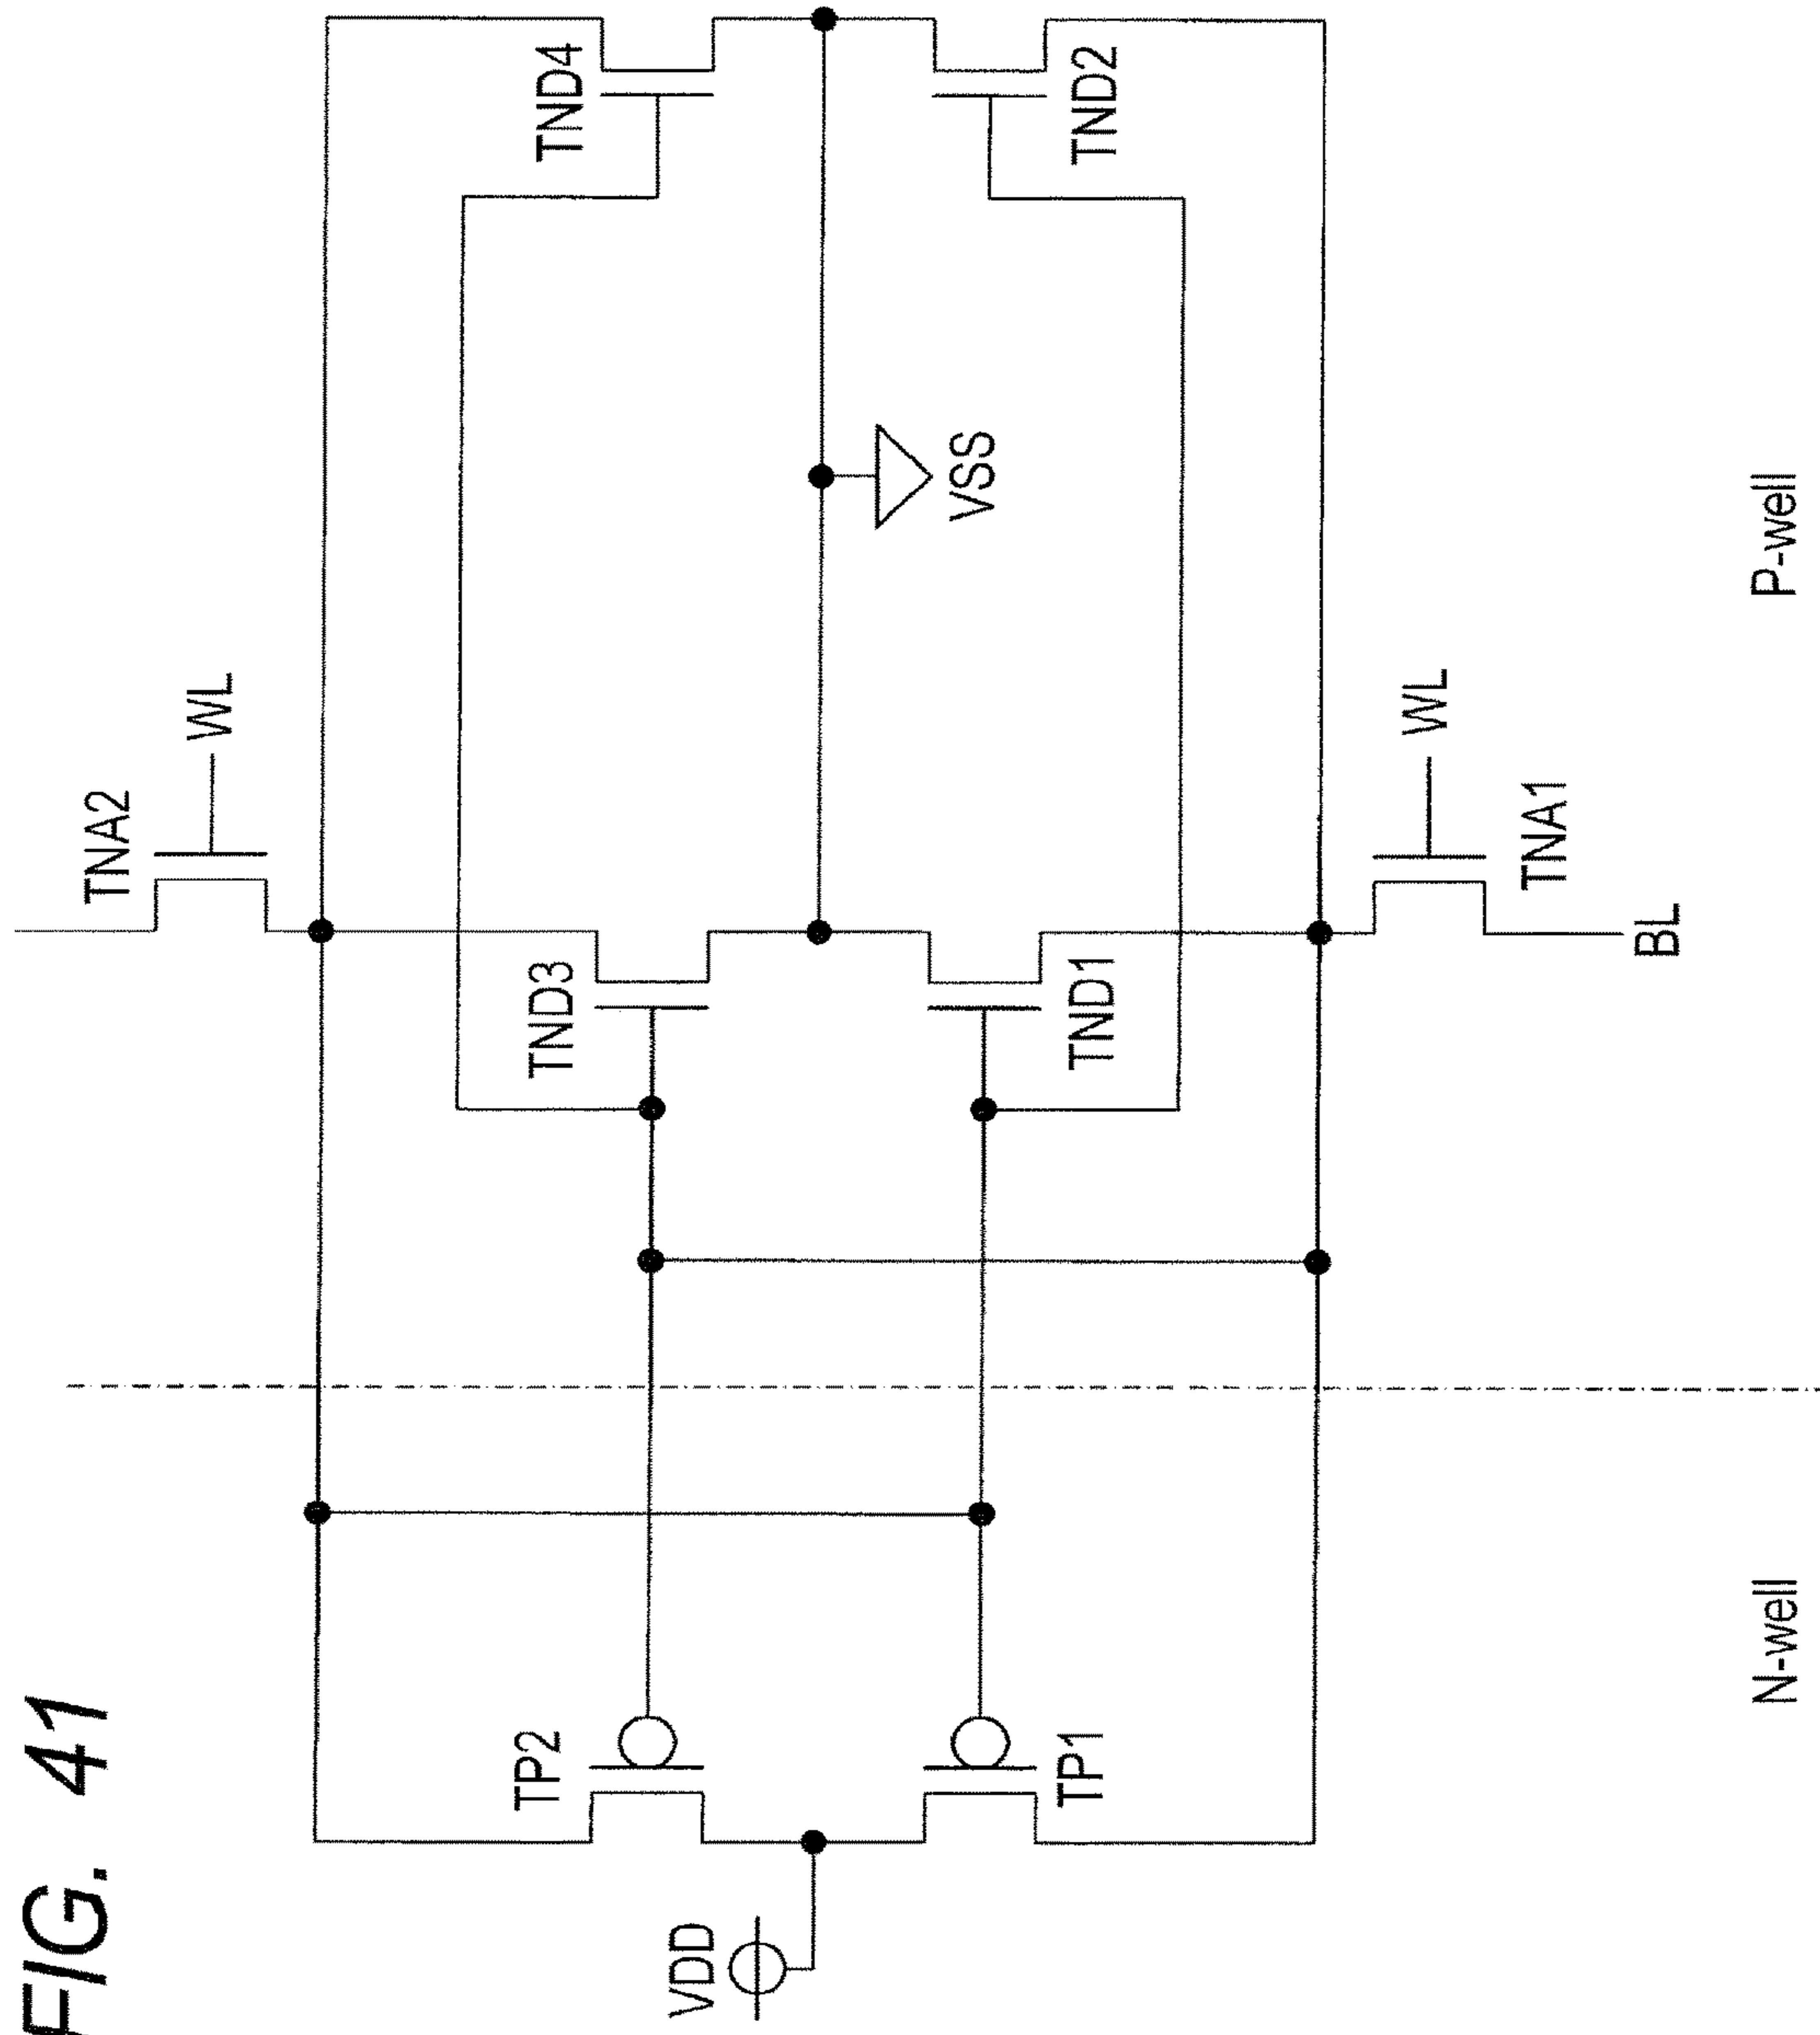 FIG. 41
TNA2
WL
TND4
TND3
TP2
VDD
VSS
TND2
TND1
TP1
WL
TNA1
BL
N-well
P-well